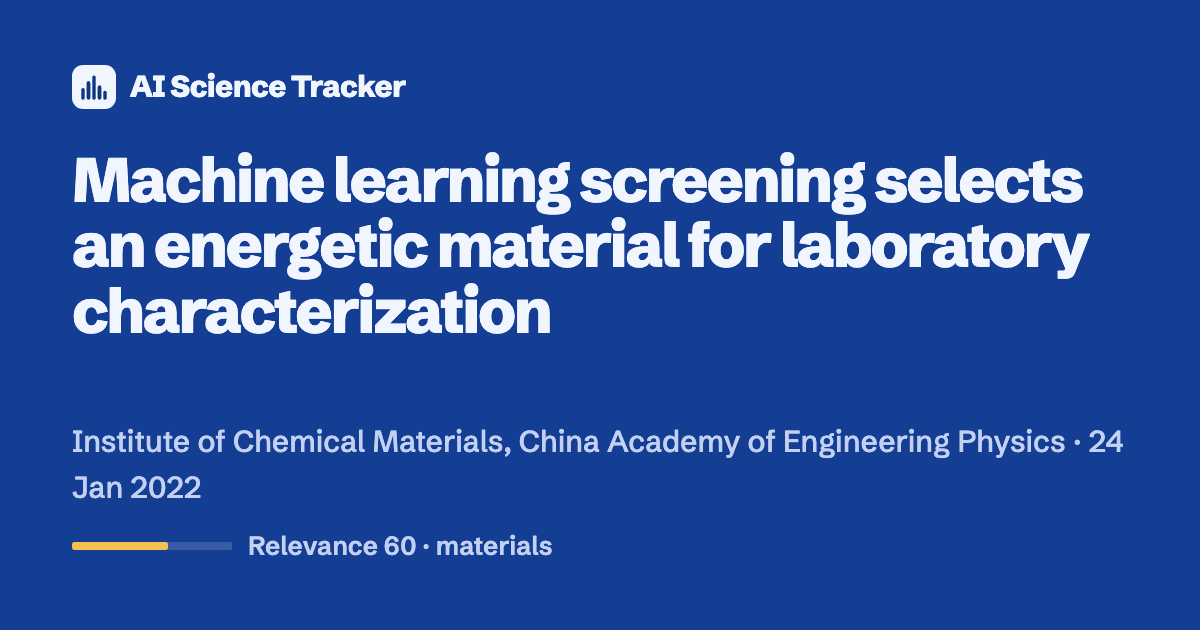 AI Science Tracker
Machine learning screening selects
an energetic material for laboratory
characterization
Institute of Chemical Materials, China Academy of Engineering Physics · 24
Jan 2022
Relevance 60 · materials